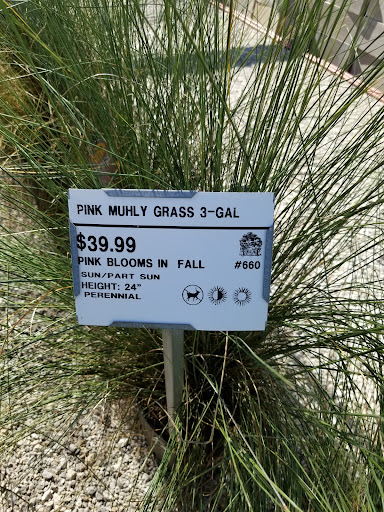 PINK MUHLY GRASS 3-GAL
$39.99
PINK BLOOMS IN FALL #660
SUN/PART SUN
HEIGHT: 24"
PERENNIAL